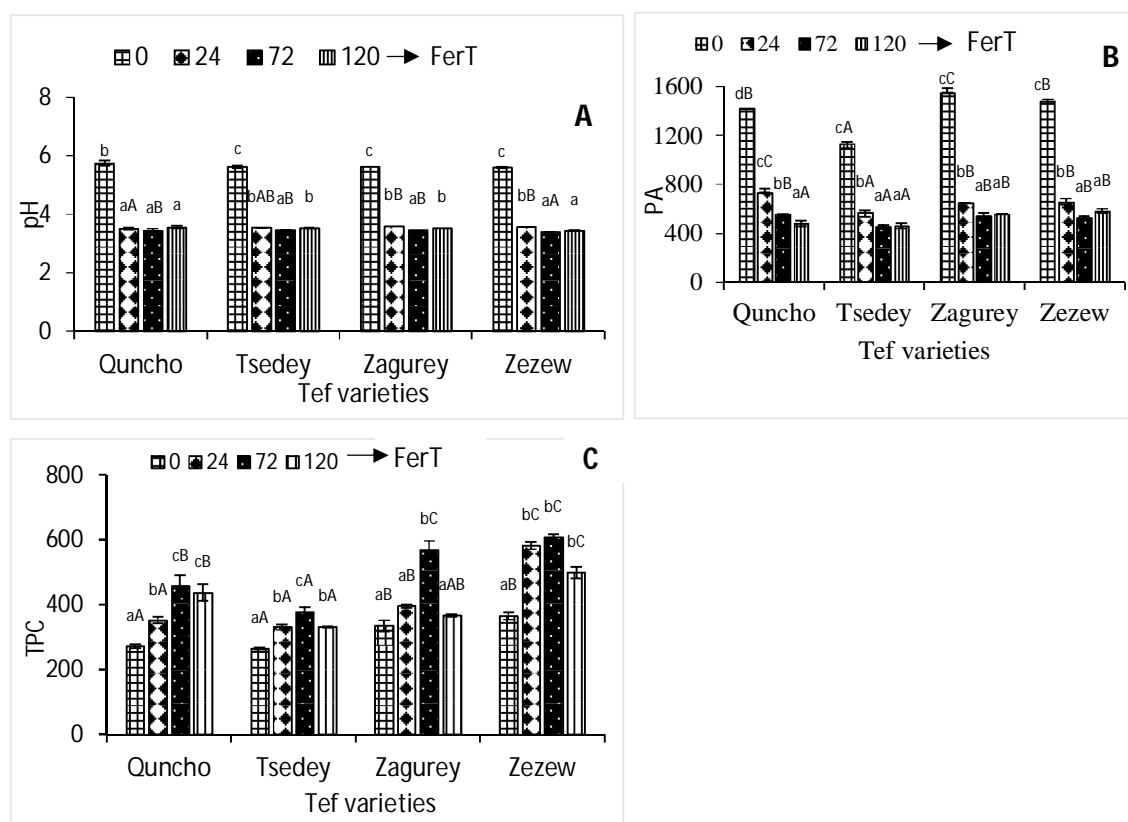 0 24 72 120 → FerT
A
8
6
4
2
0
pH
b aA aB a c bAB aB b c bB aB b c bB aA a
Quncho Tsedey Zagurey Zezew
Tef varieties
0 24 72 120 → FerT
B
1600
1200
800
400
0
PA
dB cC bB aA cA bA aA aA cC bB aB aB cB bB aB aB
Quncho Tsedey Zagurey Zezew
Tef varieties
0 24 72 120 → FerT
C
800
600
400
200
0
TPC
aA bA cB cB aA bA cA bA aB aB bC aAB aB bC bC bC
Quncho Tsedey Zagurey Zezew
Tef varieties